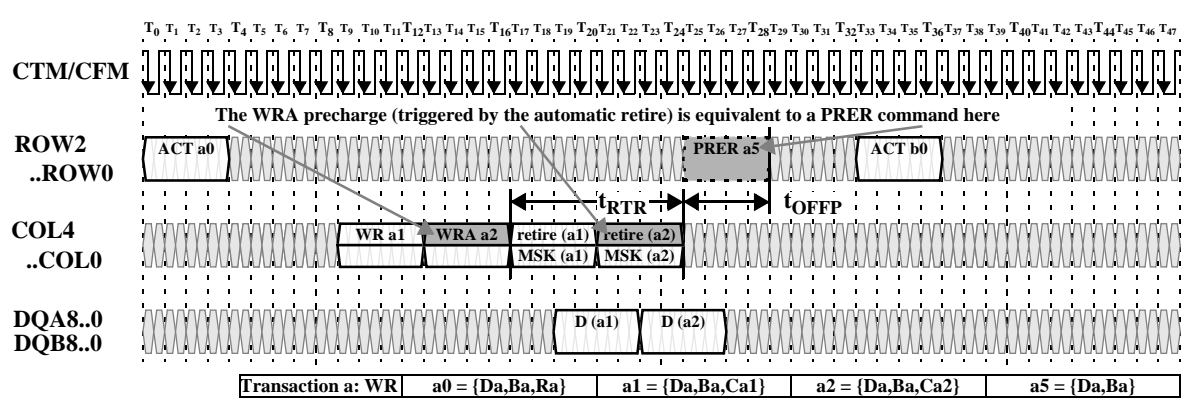 T0 T1 T2 T3 T4 T5 T6 T7 T8 T9 T10 T11 T12 T13 T14 T15 T16 T17 T18 T19 T20 T21 T22 T23 T24 T25 T26 T27 T28 T29 T30 T31 T32 T33 T34 T35 T36 T37 T38 T39 T40 T41 T42 T43 T44 T45 T46 T47
CTM/CFM
The WRA precharge (triggered by the automatic retire) is equivalent to a PRER command here
ROW2
..ROW0
ACT a0
PRER a5
ACT b0
tRTR
tOFFP
COL4
..COL0
WR a1
WRA a2
retire (a1)
retire (a2)
MSK (a1)
MSK (a2)
DQA8..0
DQB8..0
D (a1)
D (a2)
Transaction a: WR
a0 = {Da,Ba,Ra}
a1 = {Da,Ba,Ca1}
a2 = {Da,Ba,Ca2}
a5 = {Da,Ba}